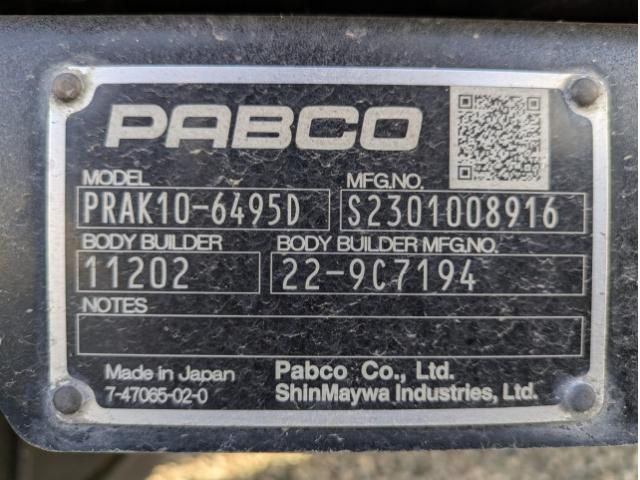 PABCO
MODEL MFG.NO.
PRAK10-6495D S2301008916
BODY BUILDER BODY BUILDER MFG.NO.
11202 22-9C7194
NOTES
Made in Japan Pabco Co., Ltd.
7-47065-02-0 ShinMaywa Industries, Ltd.